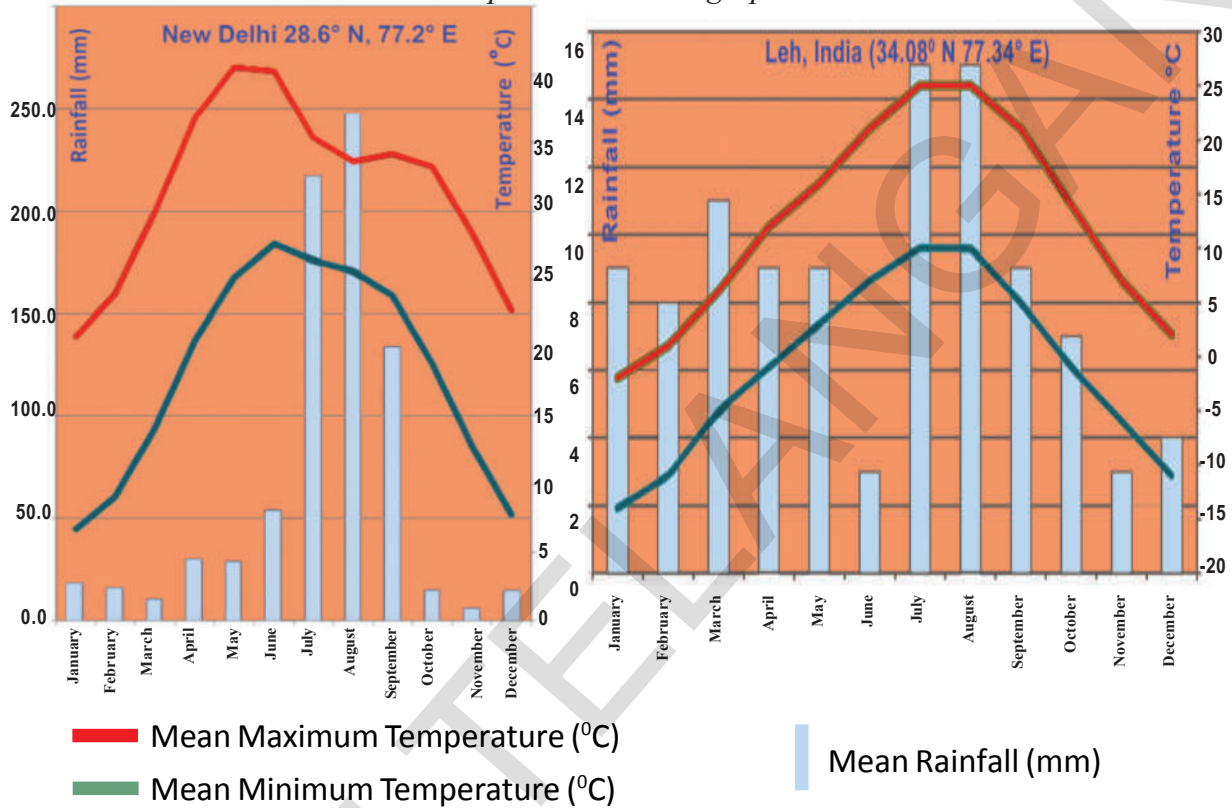 New Delhi 28.6° N, 77.2° E
Rainfall (mm)
Temperature (°C)
250.0
200.0
150.0
100.0
50.0
0.0
40
35
30
25
20
15
10
5
0
January
February
March
April
May
June
July
August
September
October
November
December
Leh, India (34.08⁰ N 77.34° E)
Rainfall (mm)
Temperature °C
16
14
12
10
8
6
4
2
0
30
25
20
15
10
5
0
-5
-10
-15
-20
January
February
March
April
May
June
July
August
September
October
November
December
Mean Maximum Temperature (⁰C)
Mean Minimum Temperature (⁰C)
Mean Rainfall (mm)